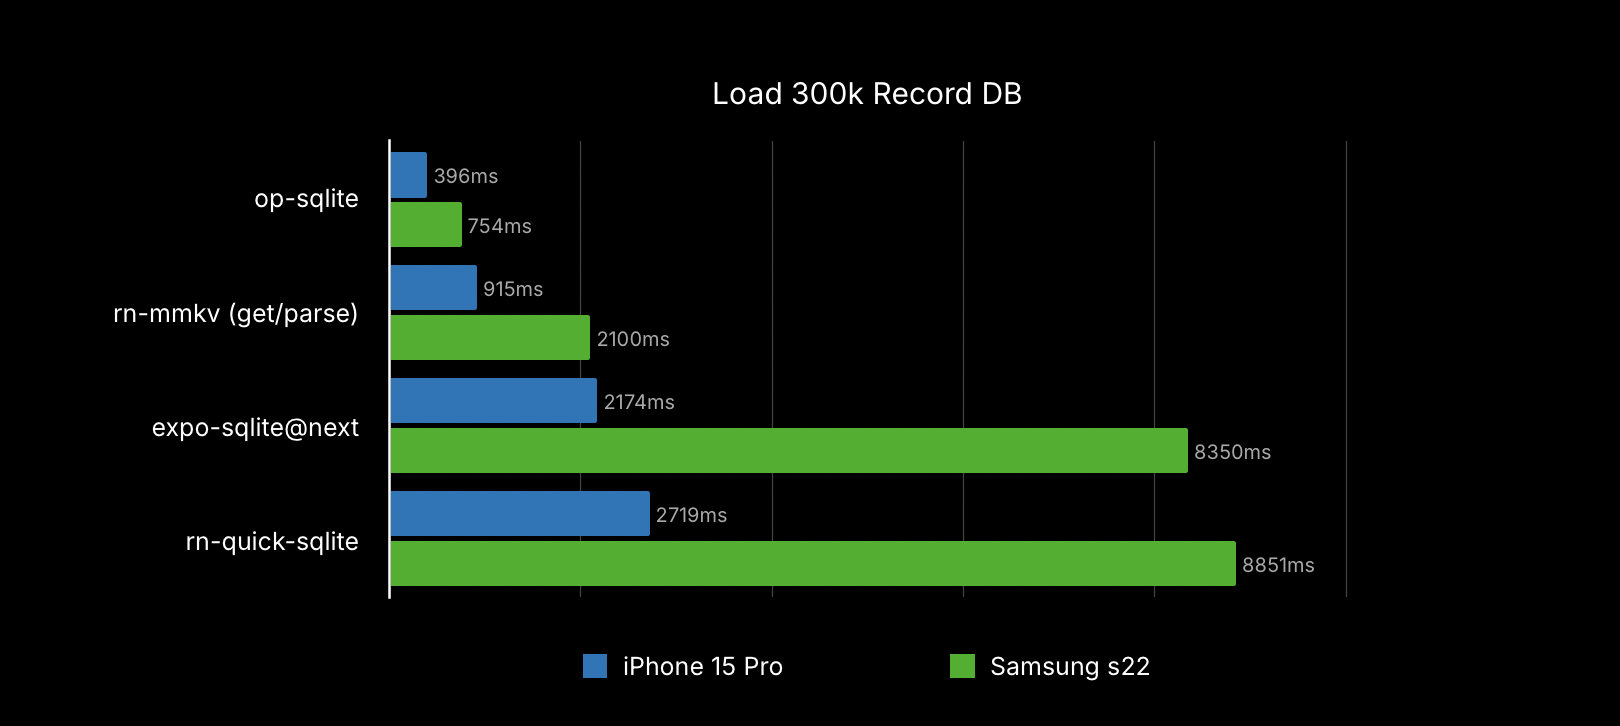 Load 300k Record DB
op-sqlite
396ms
754ms
rn-mmkv (get/parse)
915ms
2100ms
expo-sqlite@next
2174ms
8350ms
rn-quick-sqlite
2719ms
8851ms
iPhone 15 Pro
Samsung s22